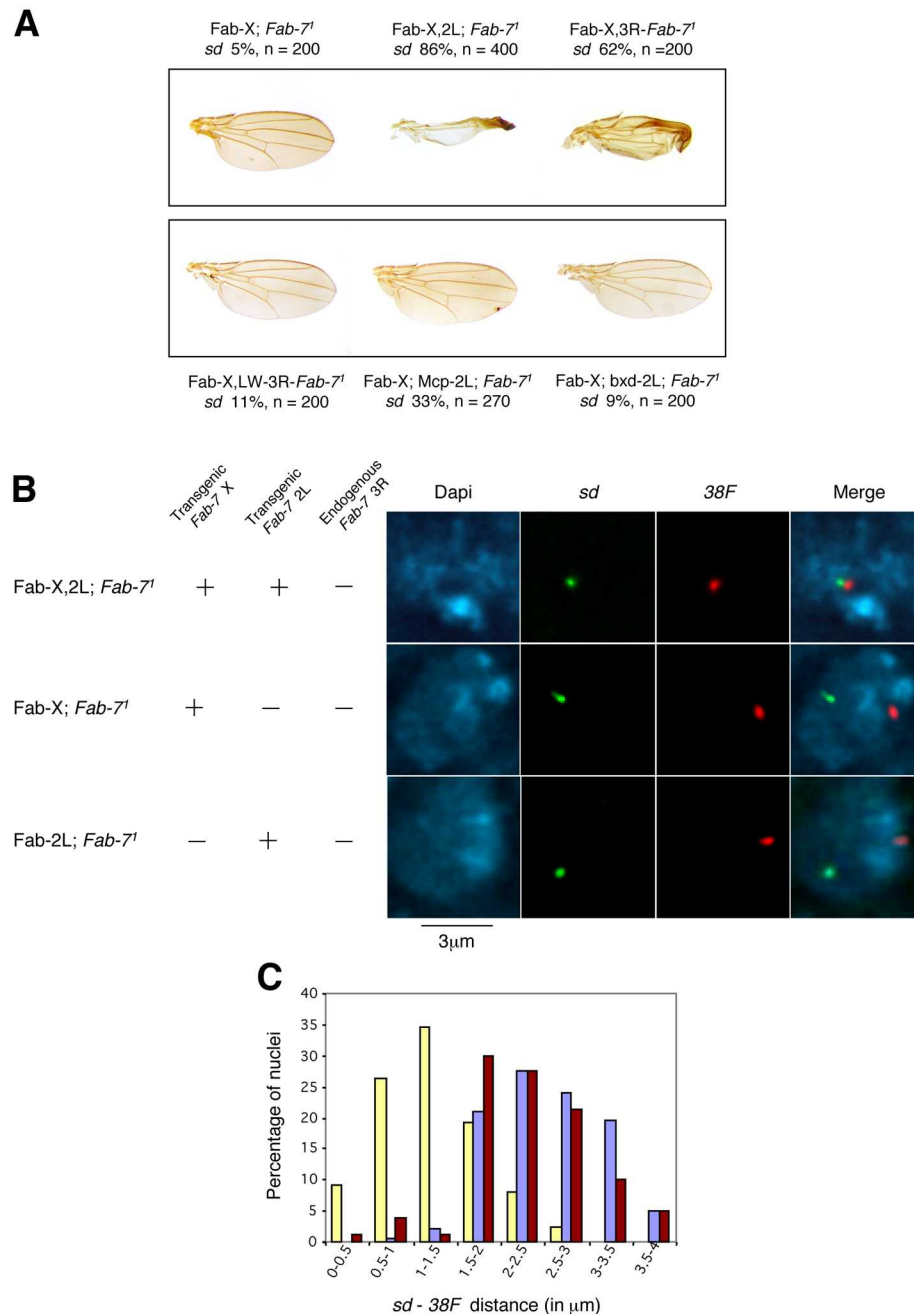 A
Fab-X; Fab-7¹
sd 5%, n = 200
Fab-X,2L; Fab-7¹
sd 86%, n = 400
Fab-X,3R-Fab-7¹
sd 62%, n =200
Fab-X,LW-3R-Fab-7¹
sd 11%, n = 200
Fab-X; Mcp-2L; Fab-7¹
sd 33%, n = 270
Fab-X; bxd-2L; Fab-7¹
sd 9%, n = 200
B
Transgenic
Fab-7 X
Transgenic
Fab-7 2L
Endogenous
Fab-7 3R
Dapi sd 38F Merge
Fab-X,2L; Fab-7¹ + + −
Fab-X; Fab-7¹ + − −
Fab-2L; Fab-7¹ − + −
3µm
C
Percentage of nuclei
40
35
30
25
20
15
10
5
0
0-0.5 0.5-1 1-1.5 1.5-2 2-2.5 2.5-3 3-3.5 3.5-4
sd - 38F distance (in µm)